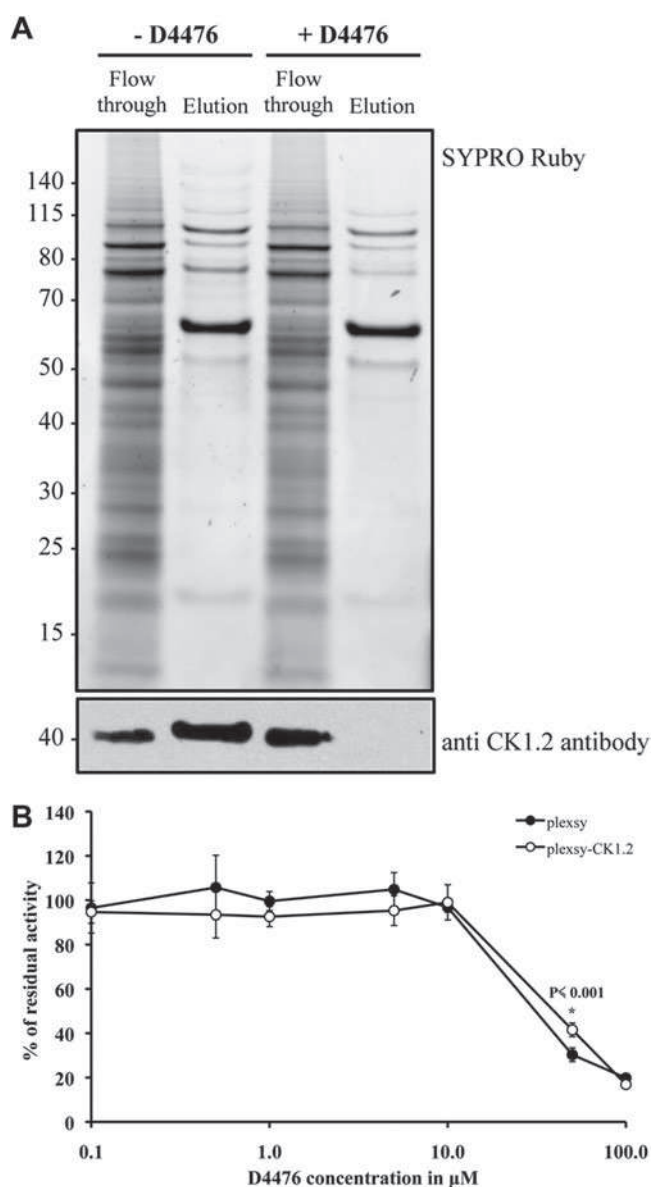 A
- D4476 + D4476
Flow through Elution Flow through Elution
SYPRO Ruby
140
115
80
70
50
40
30
25
15
40
anti CK1.2 antibody
B
140
120
100
80
60
40
20
0
% of residual activity
plexsy
plexsy-CK1.2
P⩽ 0.001
*
0.1 1.0 10.0 100.0
D4476 concentration in µM